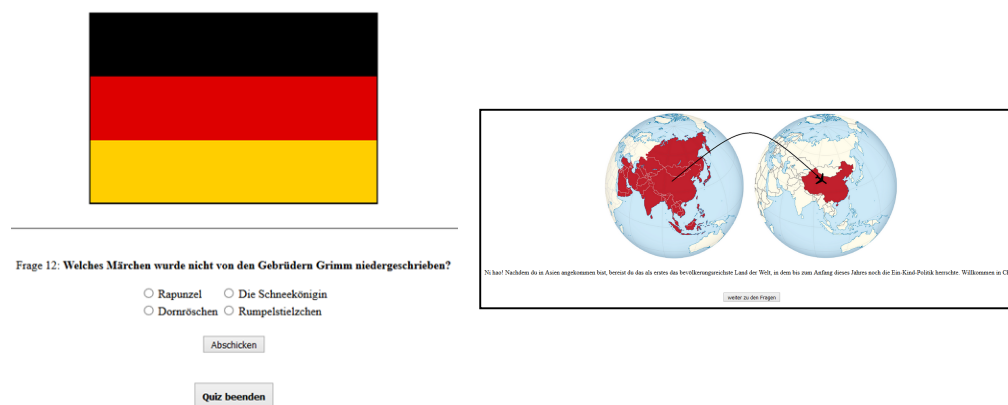 Frage 12: Welches Märchen wurde nicht von den Gebrüdern Grimm niedergeschrieben?
Rapunzel Die Schneekönigin
Dornröschen Rumpelstielzchen
Abschicken
Quiz beenden
Ni hao! Nachdem du in Asien angekommen bist, bereist du das als erstes das bevölkerungsreichste Land der Welt, in dem bis zum Anfang dieses Jahres noch die Ein-Kind-Politik herrschte. Willkommen in
weiter zu den Fragen